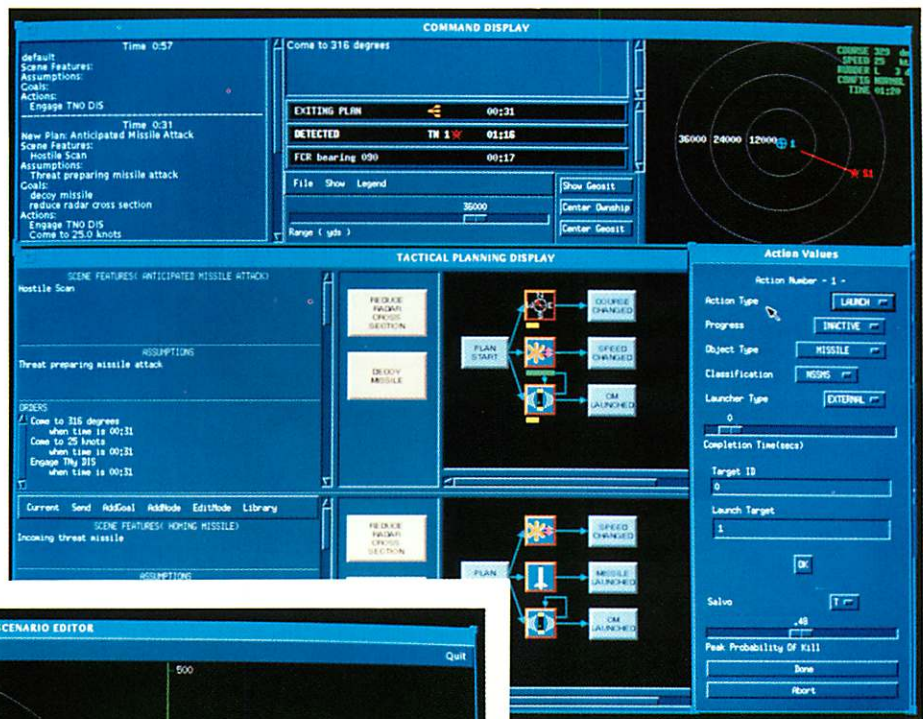 COMMAND DISPLAY
Time 0:57
default
Scene Features:
Assumptions:
Goals:
Actions:
Engage TNO DIS
Time 0:31
New Plan: Anticipated Missile Attack
Scene Features:
Hostile Scan
Assumptions:
Threat preparing missile attack
Goals:
decoy missile
reduce radar cross section
Actions:
Engage TNO DIS
Come to 25.0 knots
Come to 316 degrees
EXITING PLAN 00:31
DETECTED TN 1 01:16
FCR bearing 090 00:17
File Show Legend
36000
Range ( yds )
Show Geosit
Center Ownship
Center Geosit
COURSE 329
SPEED 25
RUDDER L 3
CONFIG NORMAL
TIME 01:20
36000 24000 12000 1
S1
TACTICAL PLANNING DISPLAY
SCENE FEATURES( ANTICIPATED MISSILE ATTACK)
Hostile Scan
ASSUMPTIONS
Threat preparing missile attack
ORDERS
Come to 316 degrees
when time is 00:31
Come to 25 knots
when time is 00:31
Engage TNy DIS
when time is 00:31
REDUCE
RADAR
CROSS
SECTION
DECOY
MISSILE
PLAN
START
COURSE
CHANGED
SPEED
CHANGED
CM
LAUNCHED
Current Send AddGoal AddNode EditNode Library
SCENE FEATURES( HOMING MISSILE)
Incoming threat missile
ASSUMPTIONS
REDUCE
RADAR
CROSS
SECTION
PLAN
SPEED
CHANGED
MISSILE
LAUNCHED
CM
LAUNCHED
Action Values
Action Number - 1 -
Action Type LAUNCH
Progress INACTIVE
Object Type MISSILE
Classification NSSMS
Launcher Type EXTERNAL
0
Completion Time(secs)
Target ID
0
Launch Target
1
OK
Salvo T
.48
Peak Probability Of Kill
Done
Abort
SCENARIO EDITOR
Quit
500